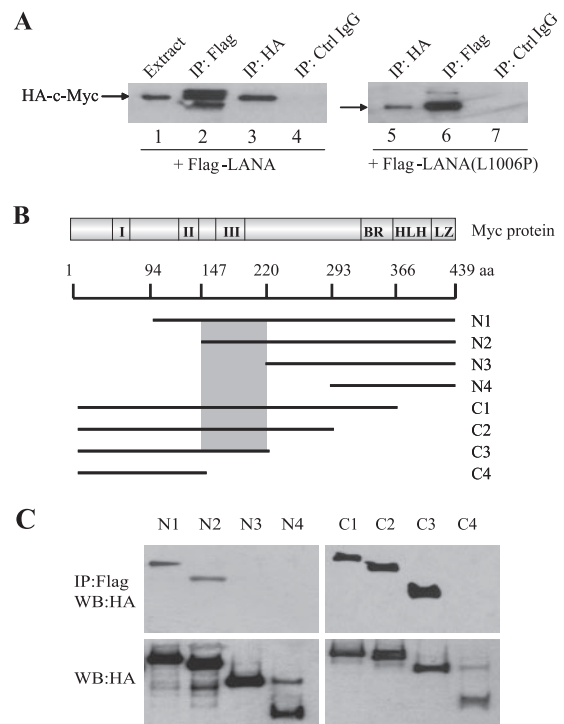 A
Extract
IP: Flag
IP: HA
IP: Ctrl IgG
IP: HA
IP: Flag
IP: Ctrl IgG
HA-c-Myc
1 2 3 4 5 6 7
+ Flag-LANA + Flag-LANA(L1006P)
B
I II III BR HLH LZ Myc protein
1 94 147 220 293 366 439 aa
N1
N2
N3
N4
C1
C2
C3
C4
C
N1 N2 N3 N4 C1 C2 C3 C4
IP:Flag
WB:HA
WB:HA